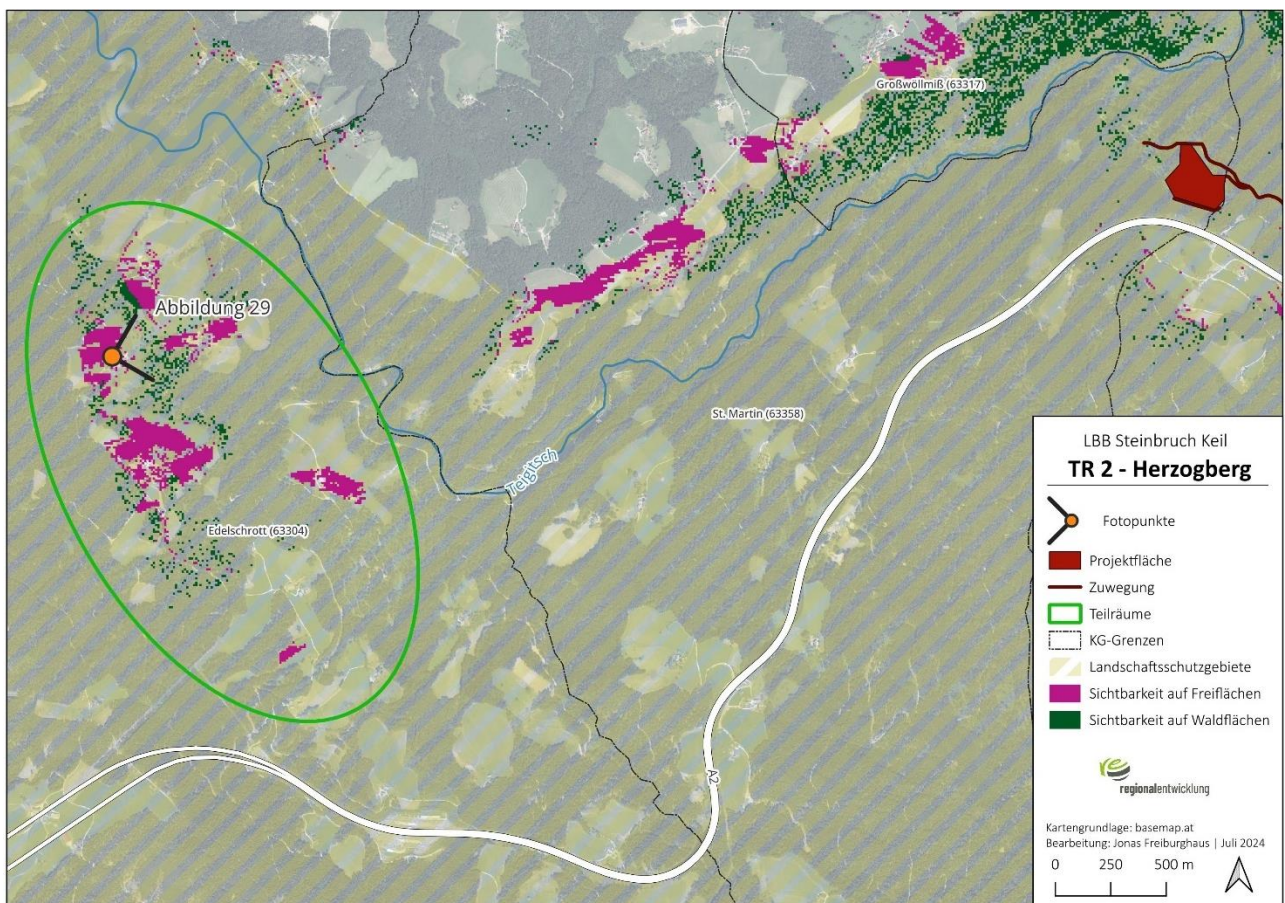 Großwöllmiß (63317)
Abbildung 29
St. Martin (63358)
Teigitsch
Edelschrott (63304)
A2
LBB Steinbruch Keil
TR 2 - Herzogberg
Fotopunkte
Projektfläche
Zuwegung
Teilräume
KG-Grenzen
Landschaftsschutzgebiete
Sichtbarkeit auf Freiflächen
Sichtbarkeit auf Waldflächen
re
regionalentwicklung
Kartengrundlage: basemap.at
Bearbeitung: Jonas Freiburghaus | Juli 2024
0 250 500 m